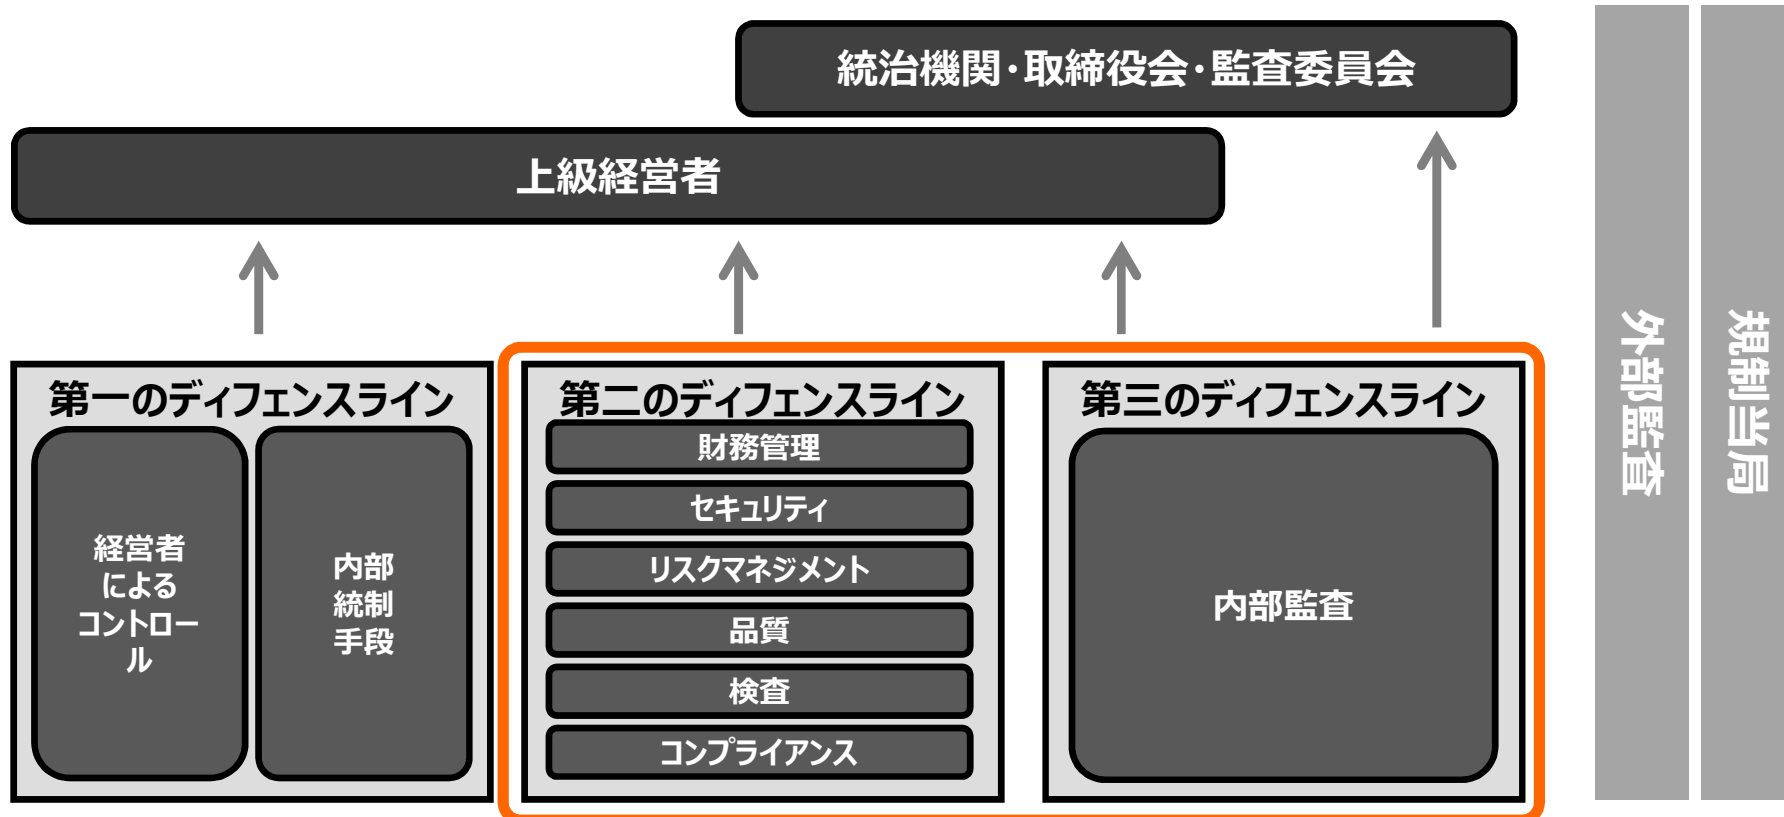 統治機関・取締役会・監査委員会
上級経営者
第一のディフェンスライン
経営者
による
コントロー
ル
内部
統制
手段
第二のディフェンスライン
財務管理
セキュリティ
リスクマネジメント
品質
検査
コンプライアンス
第三のディフェンスライン
内部監査
外部監査
規制当局